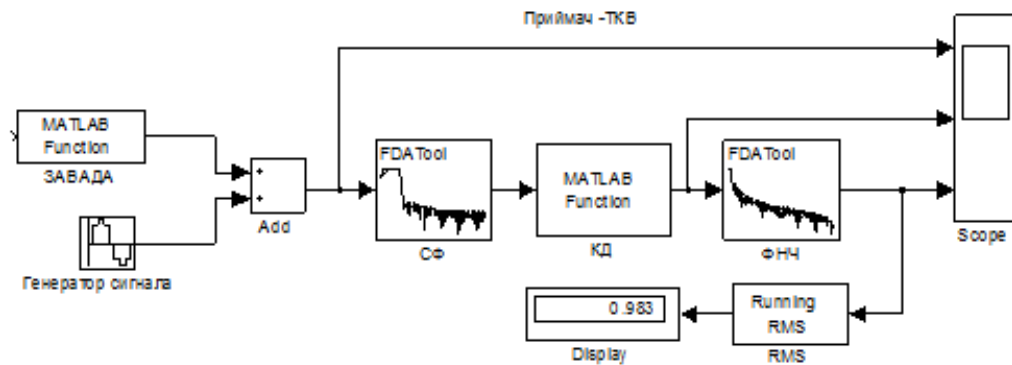 Приймач -ТКВ
MATLAB
Function
ЗАВАДА
Add
Генератор сигнала
FDATool
СФ
MATLAB
Function
КД
FDATool
ФНЧ
Scope
0.983
Display
Running
RMS
RMS